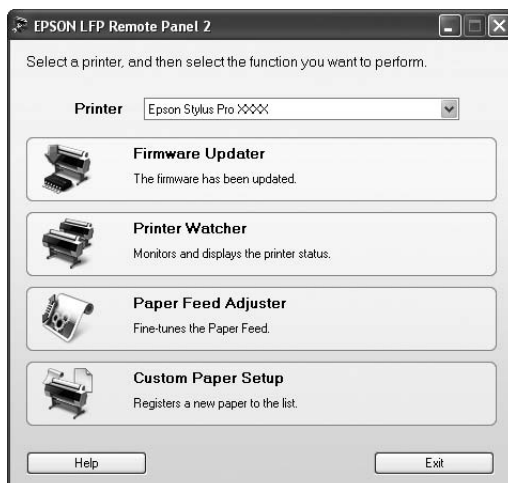 EPSON LFP Remote Panel 2
Select a printer, and then select the function you want to perform.
Printer
Epson Stylus Pro XXXX
Firmware Updater
The firmware has been updated.
Printer Watcher
Monitors and displays the printer status.
Paper Feed Adjuster
Fine-tunes the Paper Feed.
Custom Paper Setup
Registers a new paper to the list.
Help
Exit